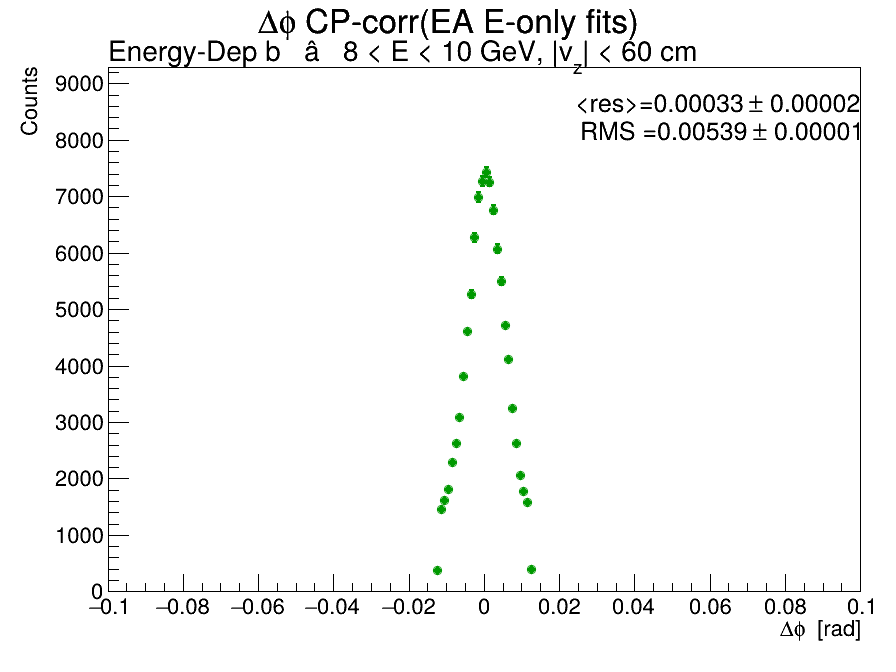 Δϕ CP-corr(EA E-only fits)
Energy-Dep b â 8 < E < 10 GeV, |v_z| < 60 cm
Counts
<res>=0.00033 ± 0.00002
RMS =0.00539 ± 0.00001
9000
8000
7000
6000
5000
4000
3000
2000
1000
0
−0.1 −0.08 −0.06 −0.04 −0.02 0 0.02 0.04 0.06 0.08 0.1
Δϕ [rad]